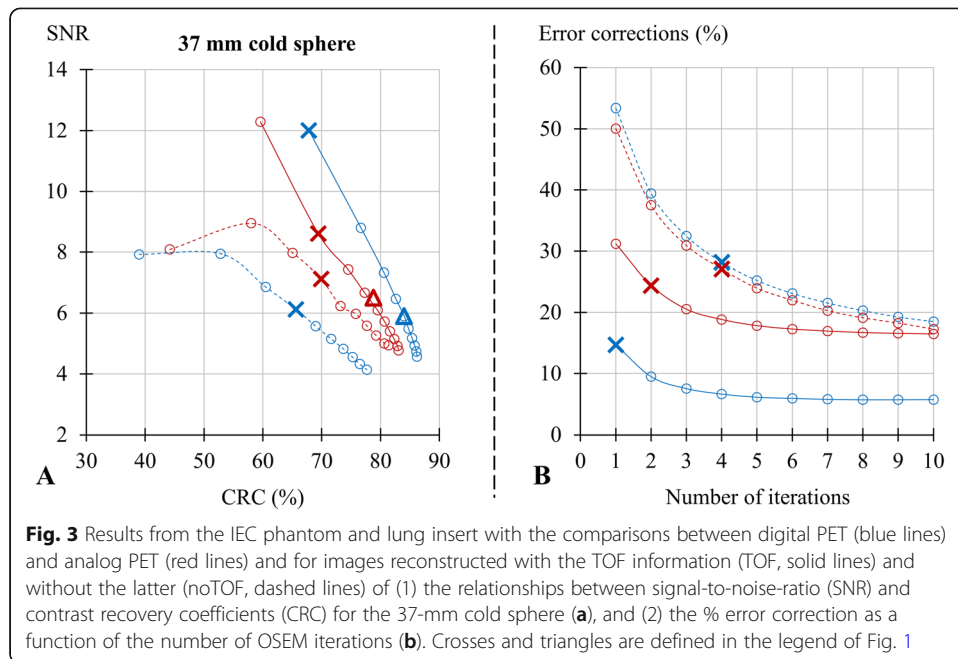 SNR
37 mm cold sphere
14
12
10
8
6
4
2
30 40 50 60 70 80 90
A
CRC (%)
Error corrections (%)
60
50
40
30
20
10
0
0 1 2 3 4 5 6 7 8 9 10
B
Number of iterations
Fig. 3 Results from the IEC phantom and lung insert with the comparisons between digital PET (blue lines)
and analog PET (red lines) and for images reconstructed with the TOF information (TOF, solid lines) and
without the latter (noTOF, dashed lines) of (1) the relationships between signal-to-noise-ratio (SNR) and
contrast recovery coefficients (CRC) for the 37-mm cold sphere (a), and (2) the % error correction as a
function of the number of OSEM iterations (b). Crosses and triangles are defined in the legend of Fig. 1